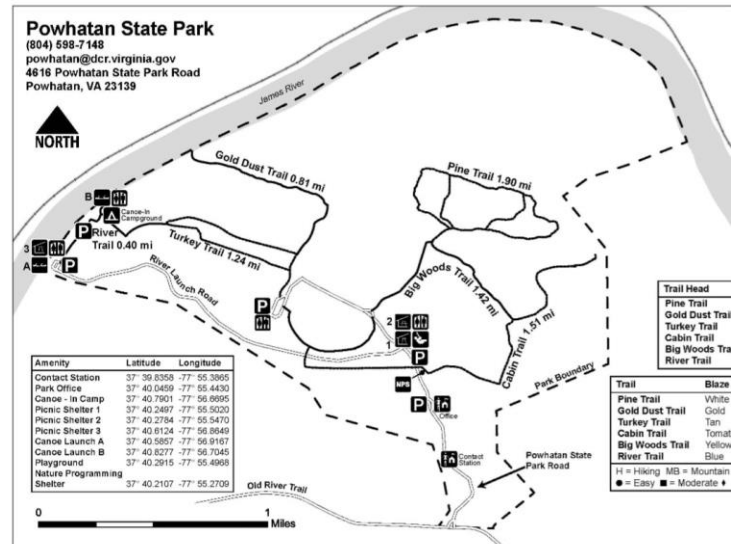 Powhatan State Park
(804) 598-7148
powhatan@dcr.virginia.gov
4616 Powhatan State Park Road
Powhatan, VA 23139
NORTH
James River
Gold Dust Trail 0.81 mi
Pine Trail 1.90 mi
B
Canoe-In
Campground
P
River
Trail 0.40 mi
3
A
P
Turkey Trail 1.24 mi
River Launch Road
P
Big Woods Trail 1.42 mi
2
1
P
Cabin Trail 1.51 mi
NPS
Park Boundary
P
Office
Contact
Station
Powhatan State
Park Road
Old River Trail
Amenity Latitude Longitude
Contact Station 37° 39.8358 -77° 55.3865
Park Office 37° 40.0459 -77° 55.4430
Canoe - In Camp 37° 40.7901 -77° 56.6695
Picnic Shelter 1 37° 40.2497 -77° 55.5020
Picnic Shelter 2 37° 40.2784 -77° 55.5470
Picnic Shelter 3 37° 40.6124 -77° 56.8649
Canoe Launch A 37° 40.5857 -77° 56.9167
Canoe Launch B 37° 40.8277 -77° 56.7045
Playground 37° 40.2915 -77° 55.4968
Nature Programming
Shelter 37° 40.2107 -77° 55.2709
0 1
Miles
Trail Head
Pine Trail
Gold Dust Trail
Turkey Trail
Cabin Trail
Big Woods Tra
River Trail
Trail Blaze
Pine Trail White
Gold Dust Trail Gold
Turkey Trail Tan
Cabin Trail Tomat
Big Woods Trail Yellow
River Trail Blue
H = Hiking MB = Mountain
● = Easy ■ = Moderate ♦